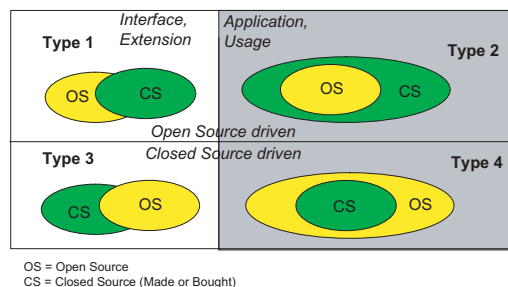 Interface,
Extension
Application,
Usage
Type 1
Type 2
OS
CS
OS
CS
Open Source driven
Closed Source driven
Type 3
Type 4
CS
OS
CS
OS
OS = Open Source
CS = Closed Source (Made or Bought)